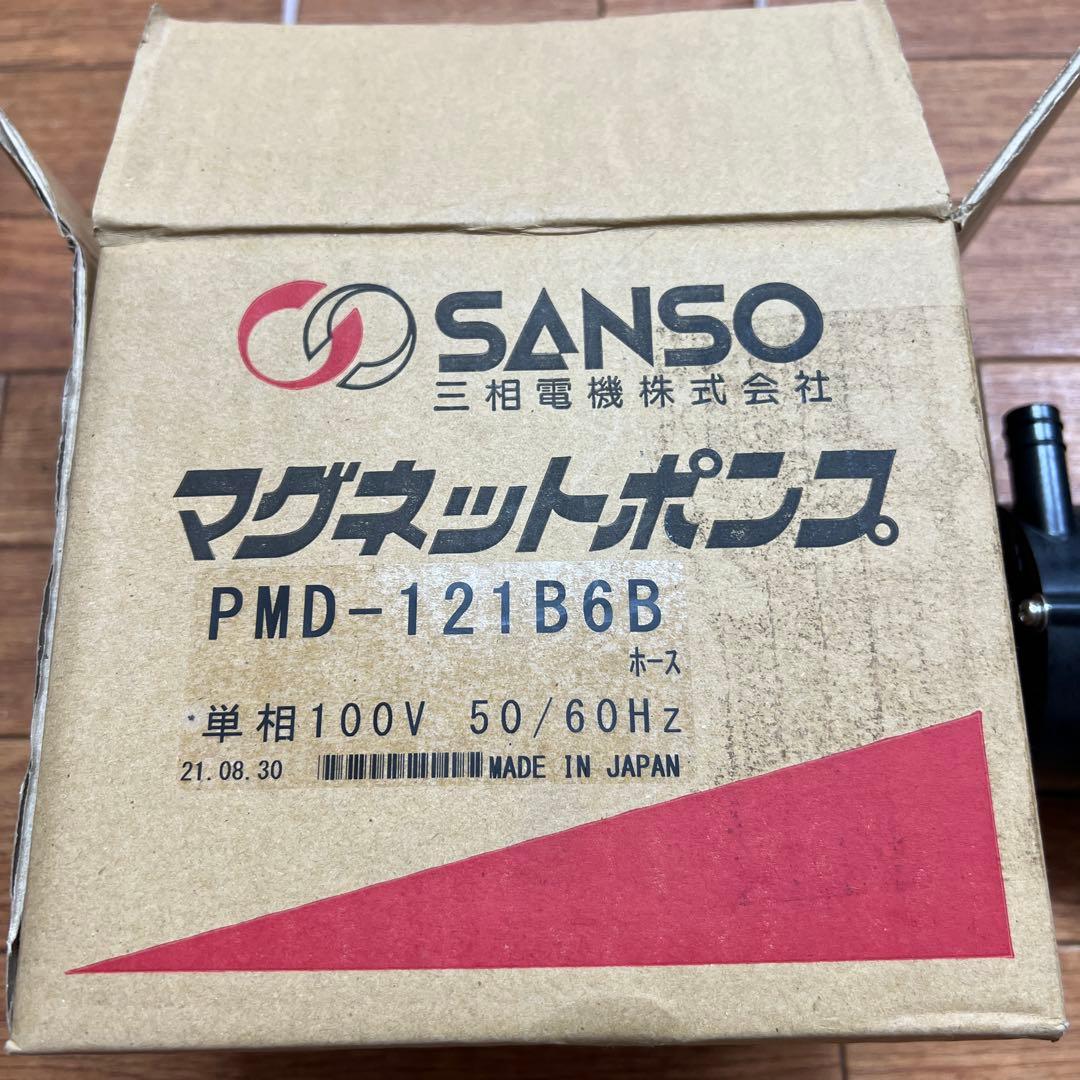 SANSO
三相電機株式会社
マグネットポンプ
PMD-121B6B
ホース
単相100V 50/60Hz
21.08.30 MADE IN JAPAN